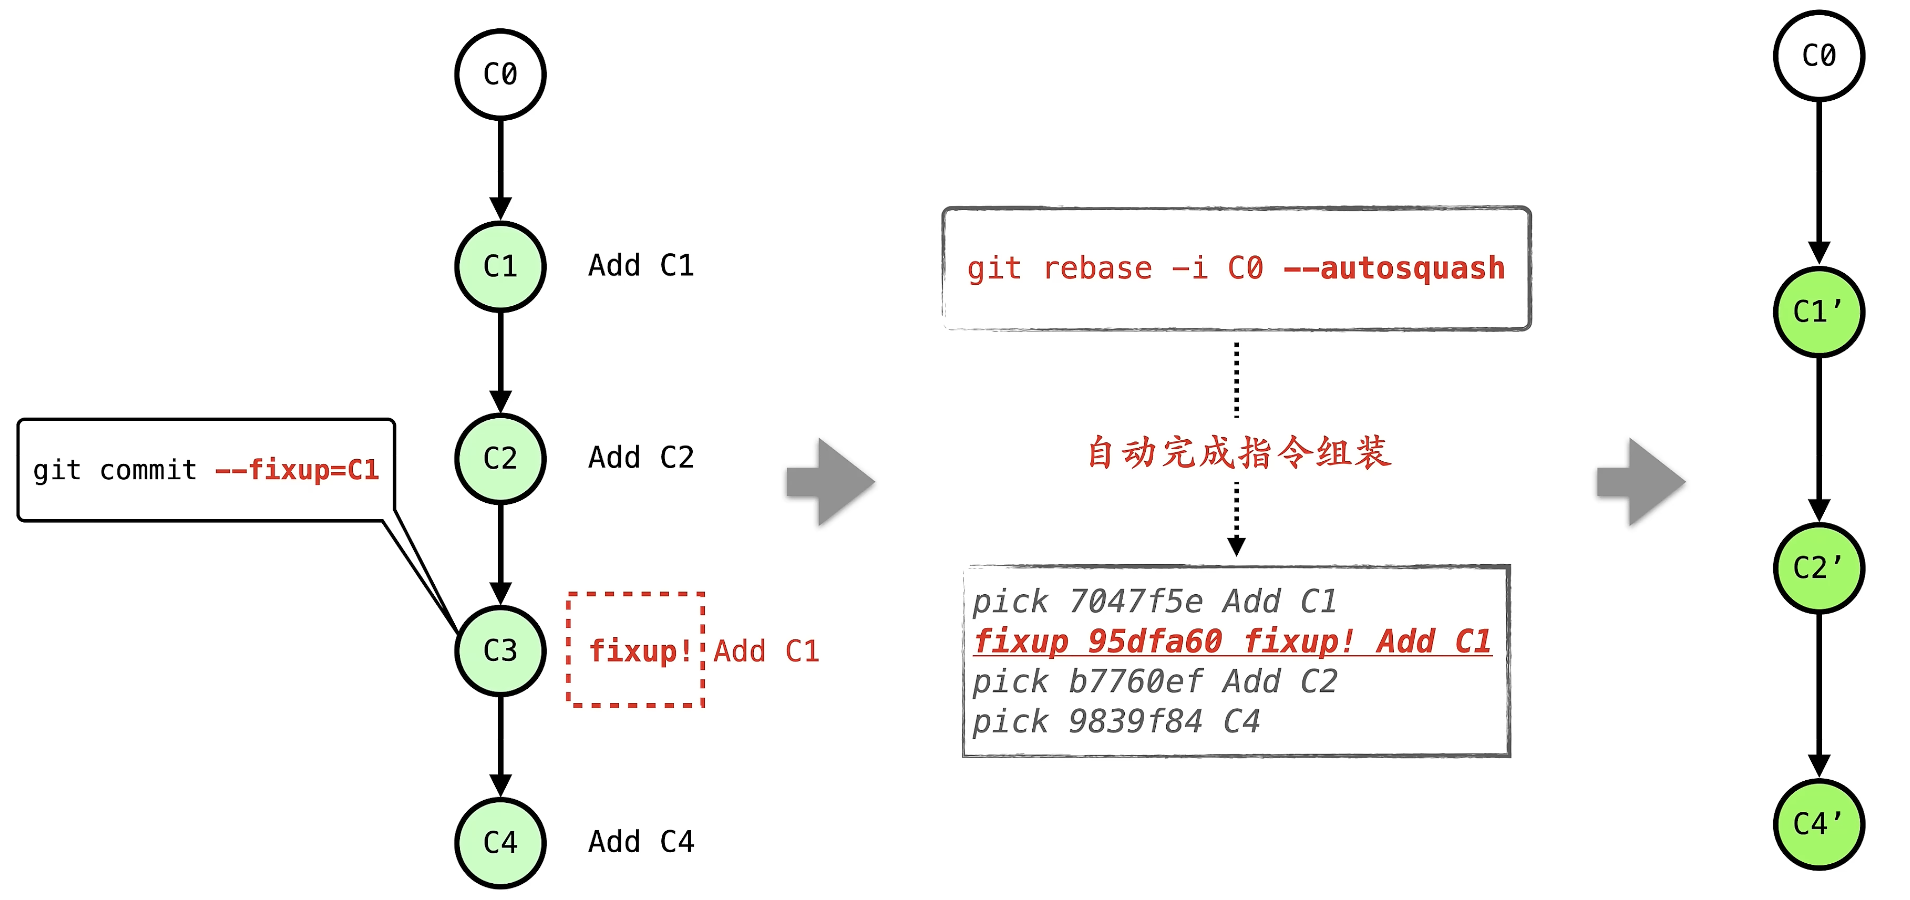 C0
C1
Add C1
C2
Add C2
git commit --fixup=C1
C3
fixup! Add C1
C4
Add C4
git rebase -i C0 --autosquash
自动完成指令组装
pick 7047f5e Add C1
fixup 95dfa60 fixup! Add C1
pick b7760ef Add C2
pick 9839f84 C4
C0
C1’
C2’
C4’